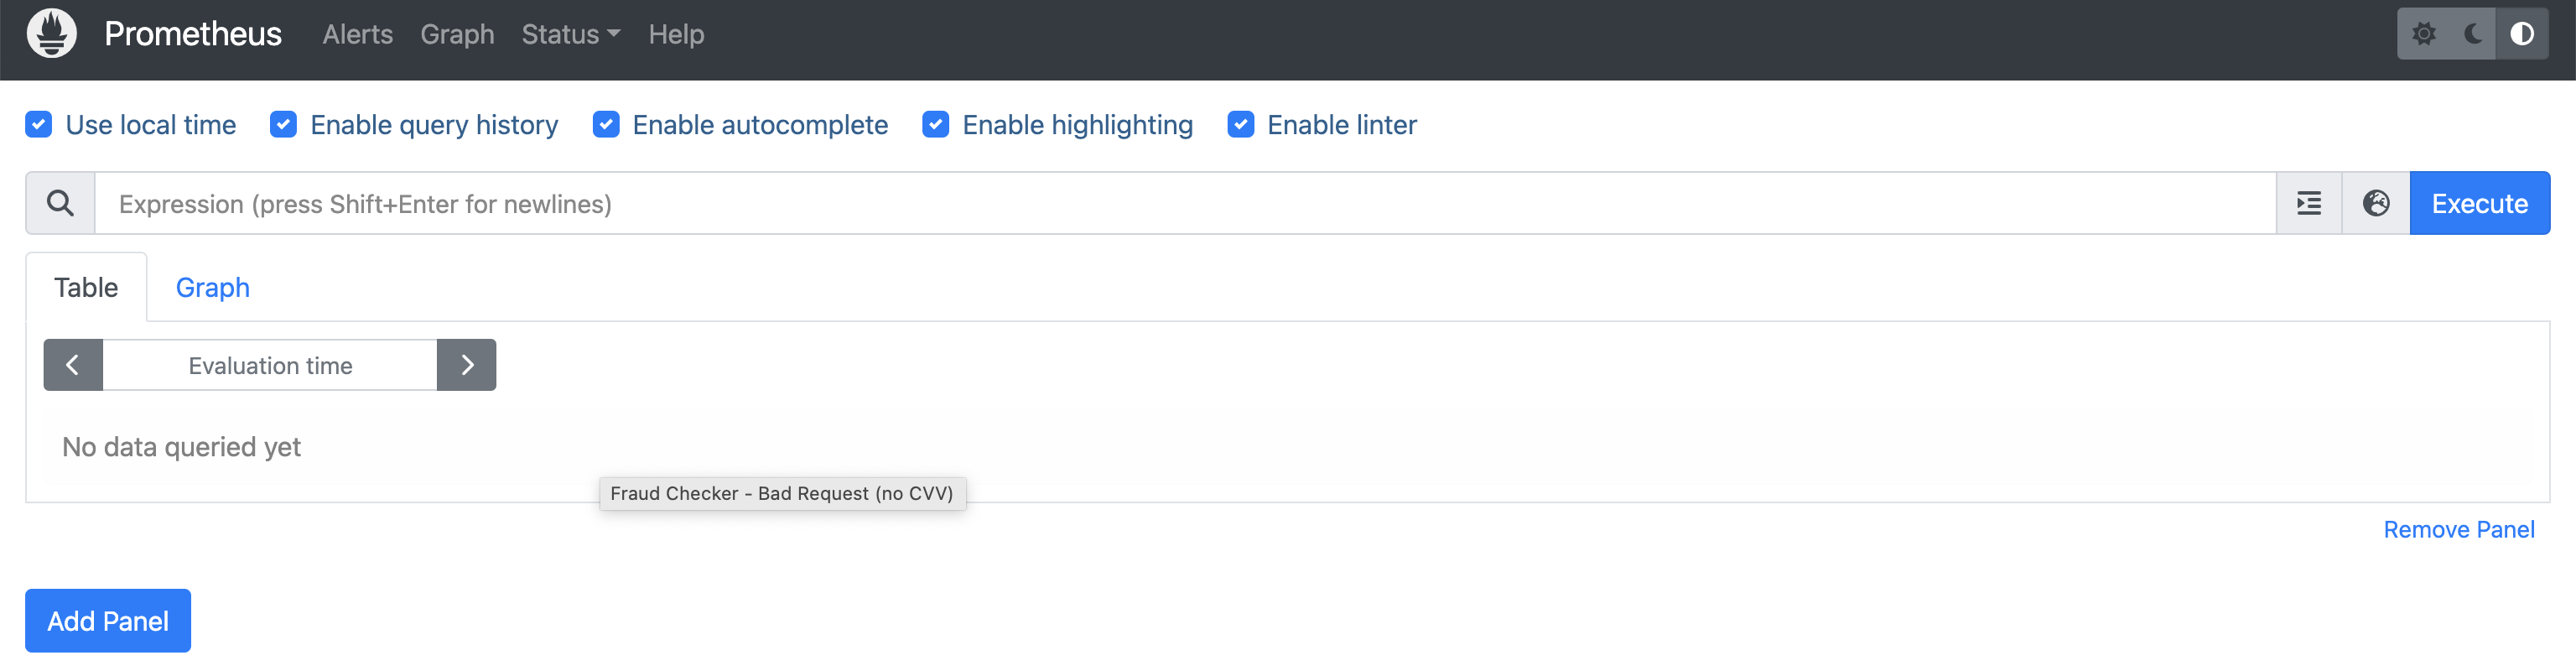 Prometheus Alerts Graph Status Help
Use local time Enable query history Enable autocomplete Enable highlighting Enable linter
Expression (press Shift+Enter for newlines) Execute
Table Graph
Evaluation time
No data queried yet
Fraud Checker - Bad Request (no CVV)
Remove Panel
Add Panel